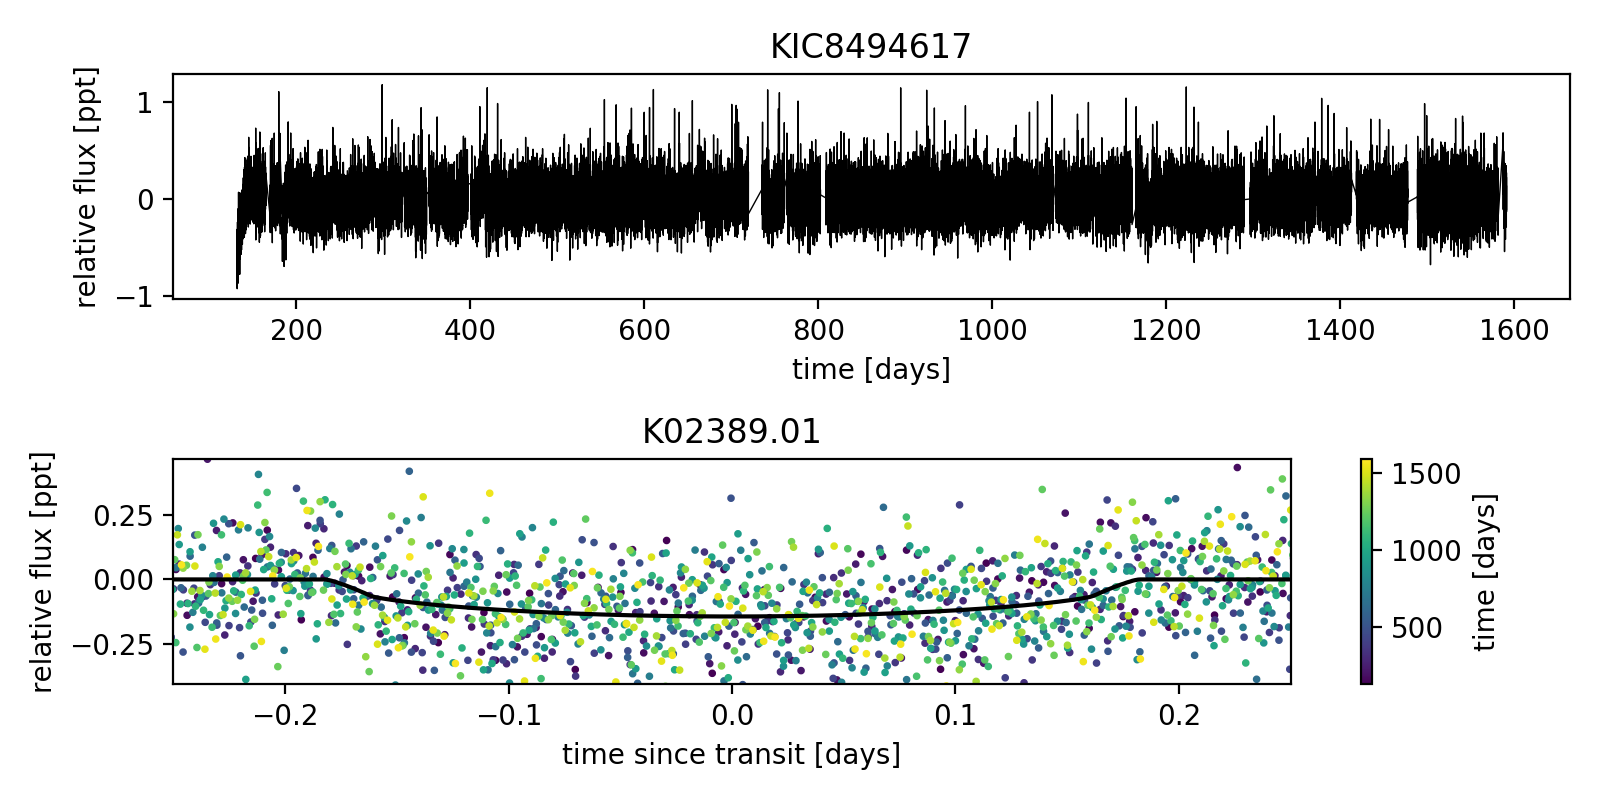 KIC8494617
relative flux [ppt]
1
0
−1
200 400 600 800 1000 1200 1400 1600
time [days]
K02389.01
relative flux [ppt]
0.25
0.00
−0.25
−0.2 −0.1 0.0 0.1 0.2
time since transit [days]
1500
1000
500
time [days]